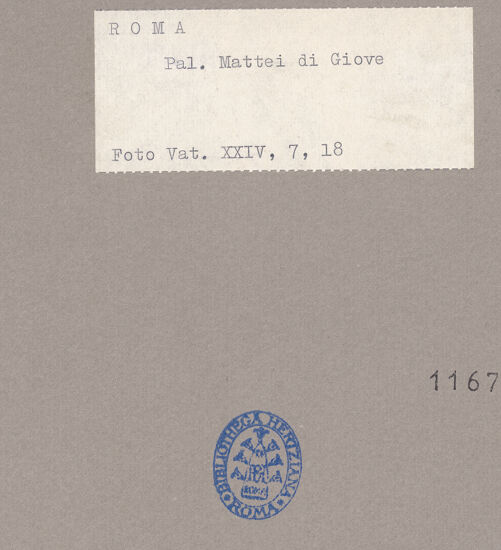 R O M A
Pal. Mattei di Giove
Foto Vat. XXIV, 7, 18
1167
BIBLIOTHECA HERTZIANA
ROMA